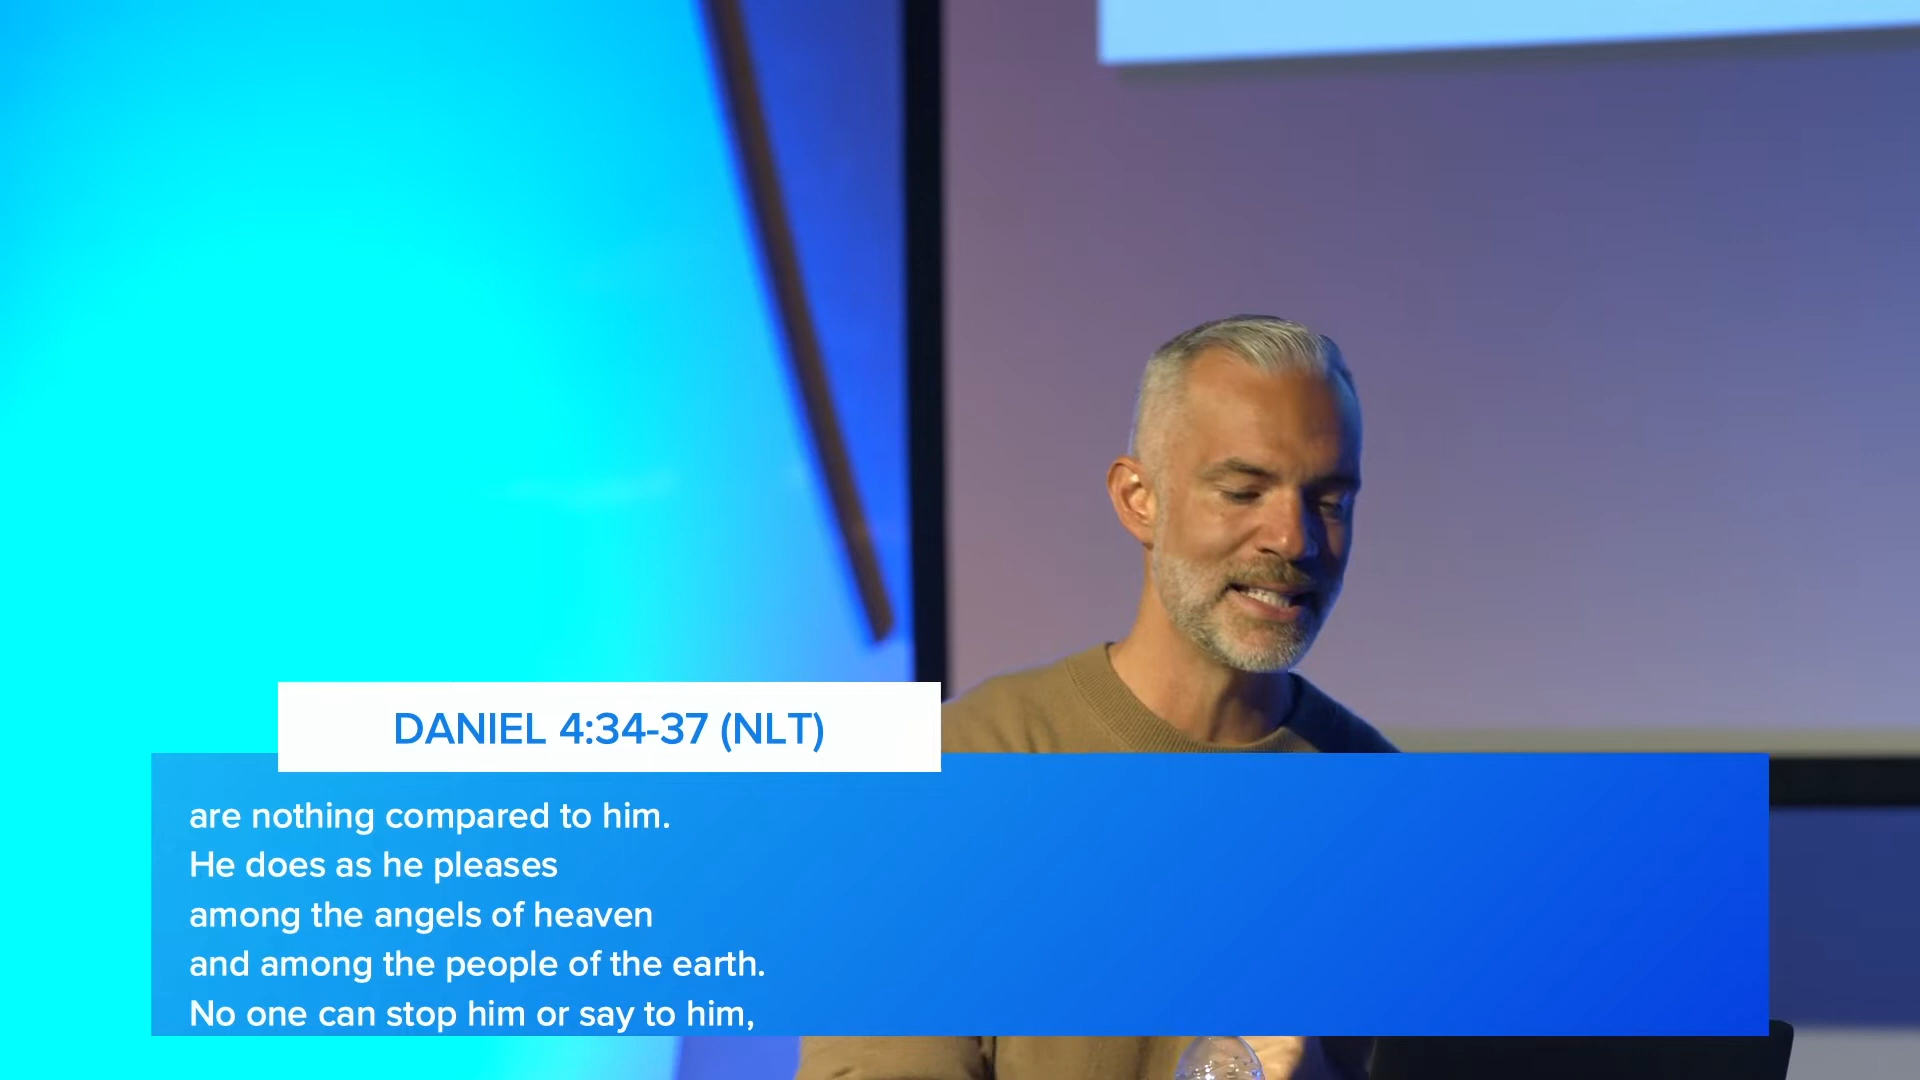 DANIEL 4:34-37 (NLT)
are nothing compared to him.
He does as he pleases
among the angels of heaven
and among the people of the earth.
No one can stop him or say to him,